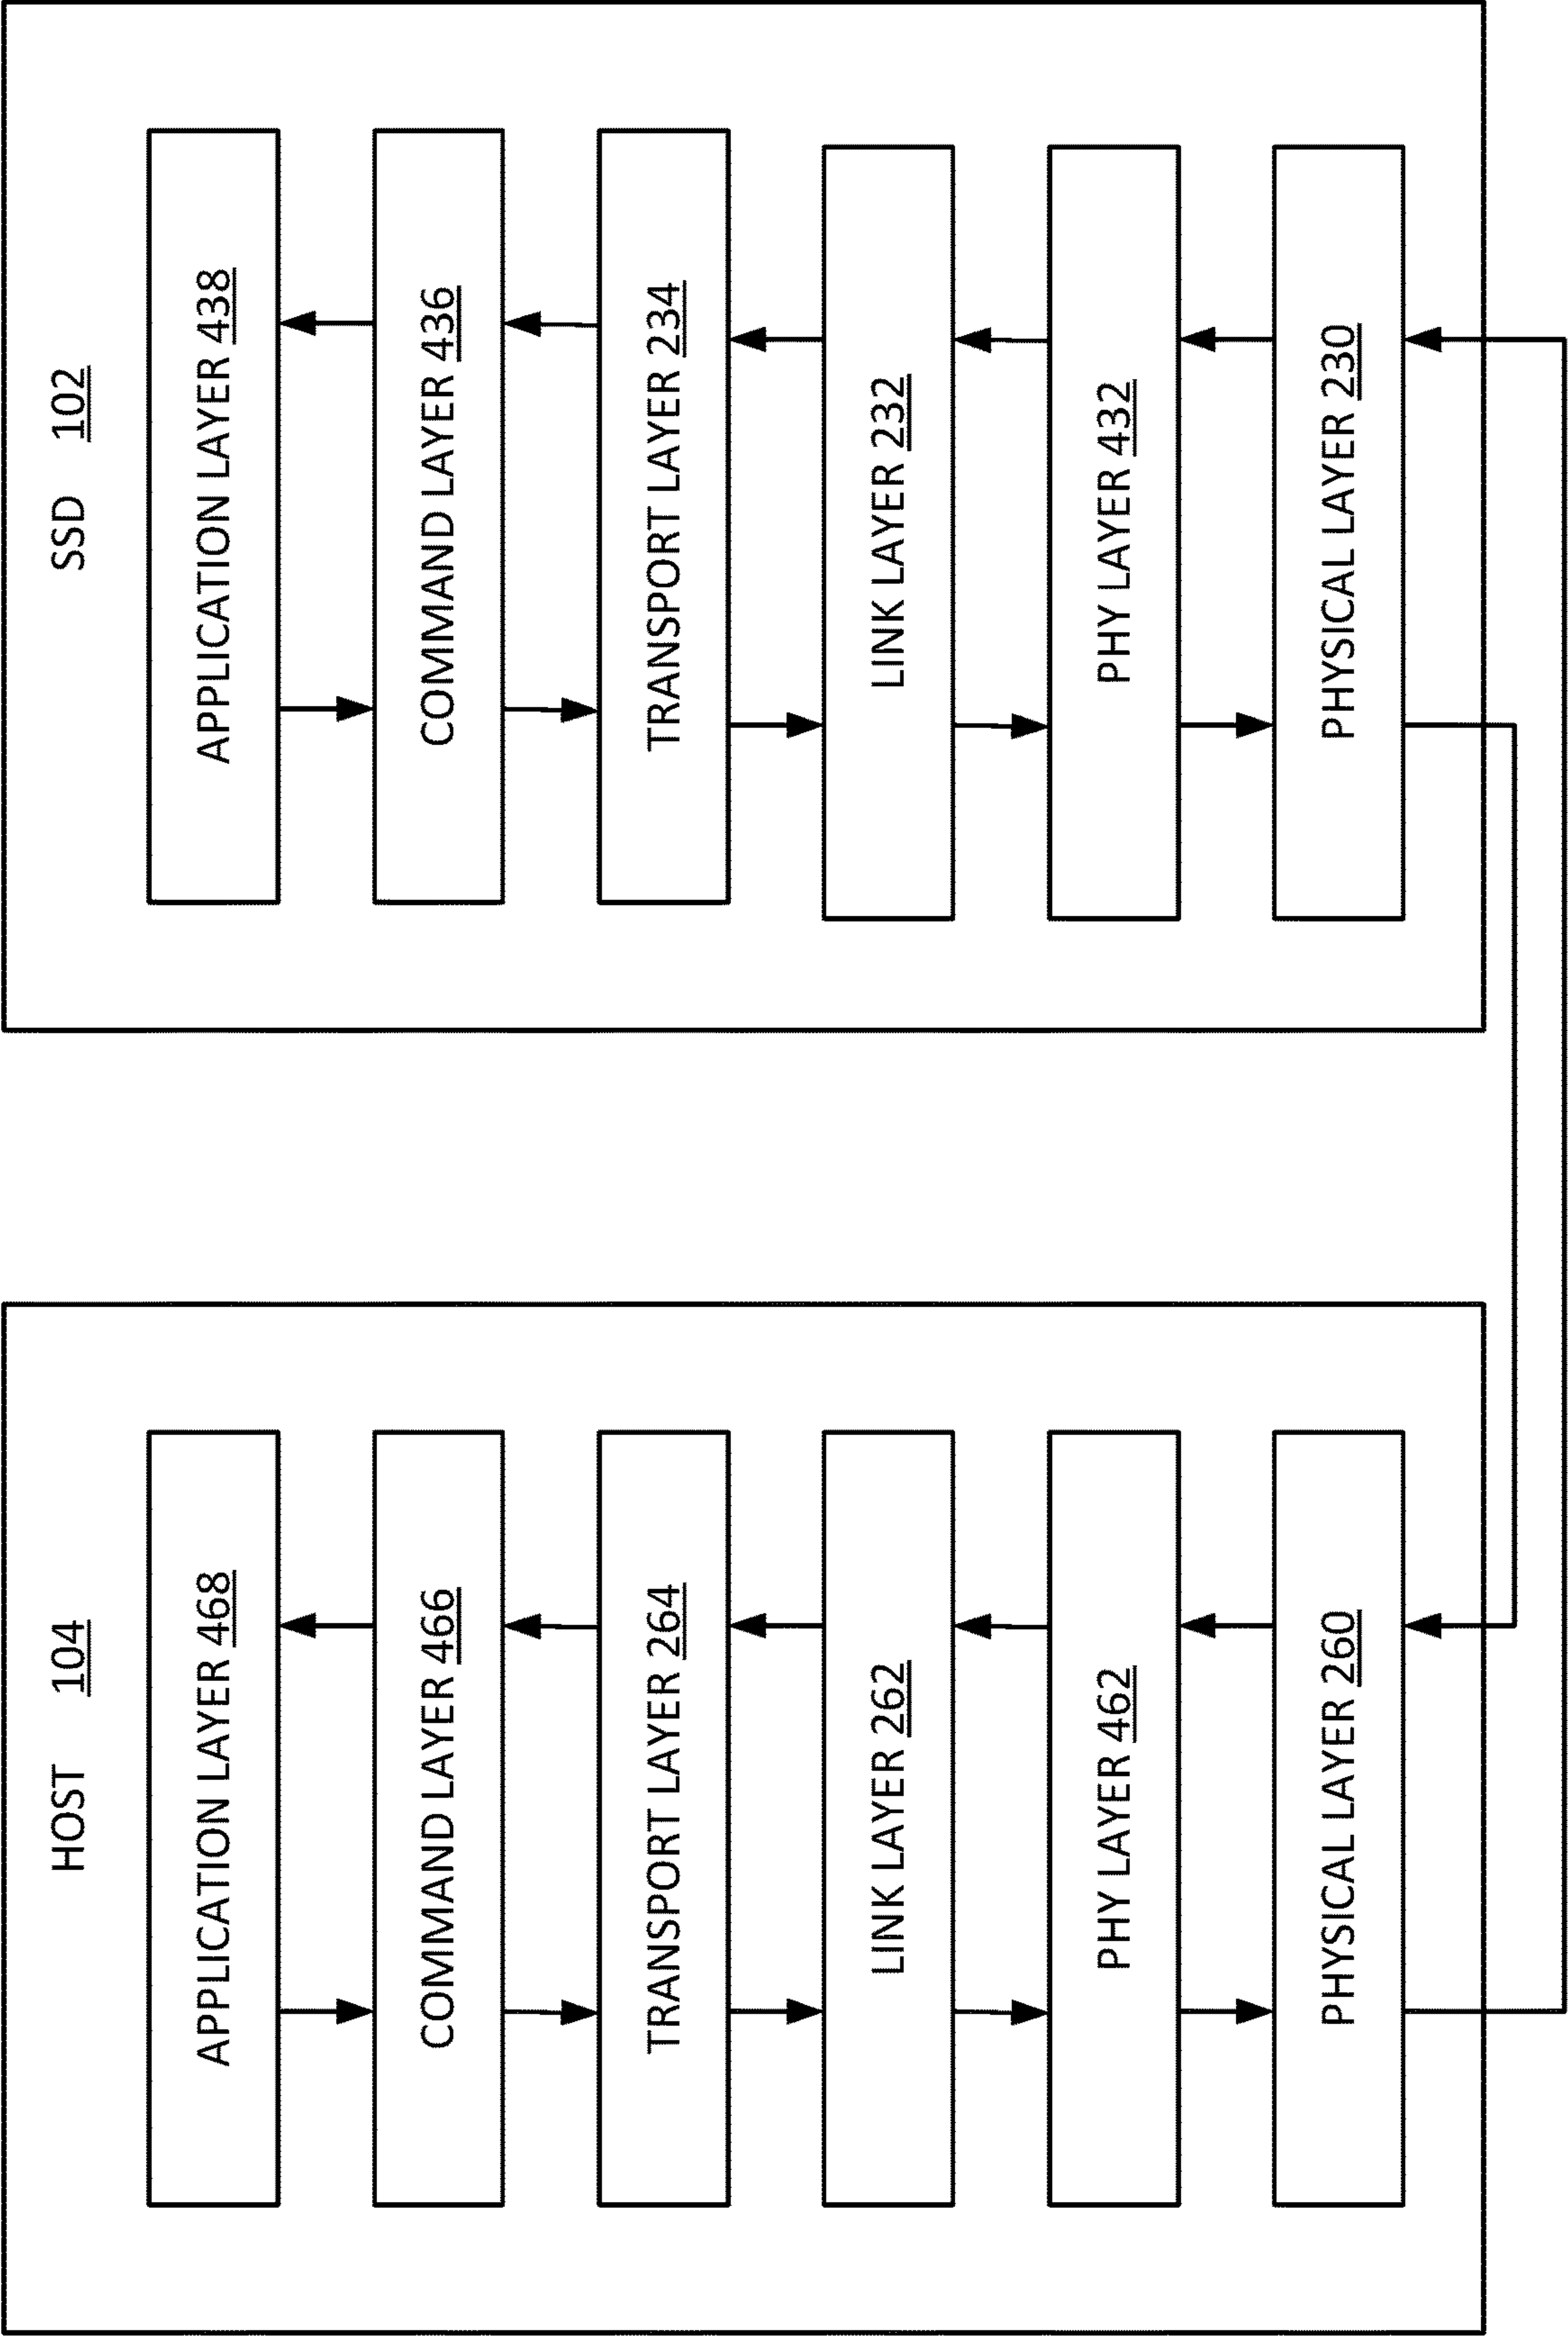 HOST 104
APPLICATION LAYER 468
COMMAND LAYER 466
TRANSPORT LAYER 264
LINK LAYER 262
PHY LAYER 462
PHYSICAL LAYER 260
SSD 102
APPLICATION LAYER 438
COMMAND LAYER 436
TRANSPORT LAYER 234
LINK LAYER 232
PHY LAYER 432
PHYSICAL LAYER 230